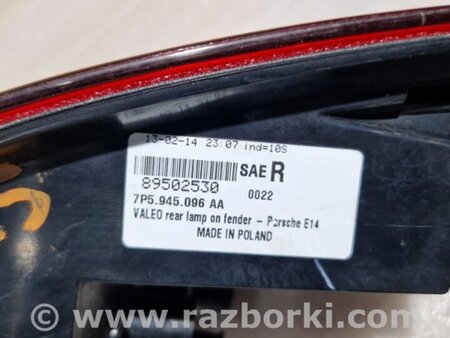 13-02-14 23:07 ind=10S
SAE R
89502530
0022
7P5.945.096 AA
VALEO rear lamp on fender - Porsche E14
MADE IN POLAND
© www.razborki.com